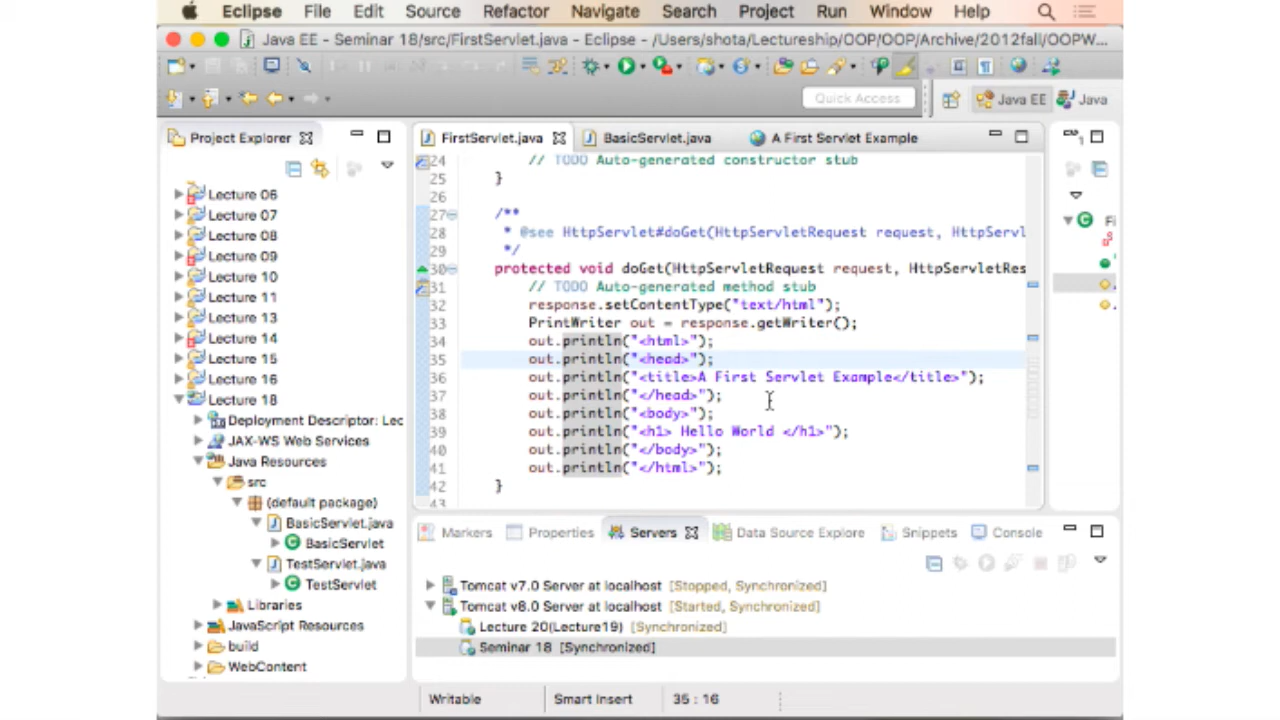 Eclipse File Edit Source Refactor Navigate Search Project Run Window Help
Java EE - Seminar 18/src/FirstServlet.java - Eclipse - /Users/shota/Lectureship/OOP/OOP/Archive/2012fall/OOPW...
Quick Access
Java EE
Java
Project Explorer
Lecture 06
Lecture 07
Lecture 08
Lecture 09
Lecture 10
Lecture 11
Lecture 13
Lecture 14
Lecture 15
Lecture 16
Lecture 18
Deployment Descriptor: Lec
JAX-WS Web Services
Java Resources
src
(default package)
BasicServlet.java
BasicServlet
TestServlet.java
TestServlet
Libraries
JavaScript Resources
build
WebContent
FirstServlet.java
BasicServlet.java
A First Servlet Example
24 // TODO Auto-generated constructor stub
25 }
26
27 /**
28 * @see HttpServlet#doGet(HttpServletRequest request, HttpServl
29 */
30 protected void doGet(HttpServletRequest request, HttpServletRes
31 // TODO Auto-generated method stub
32 response.setContentType("text/html");
33 PrintWriter out = response.getWriter();
34 out.println("<html>");
35 out.println("<head>");
36 out.println("<title>A First Servlet Example</title>");
37 out.println("</head>");
38 out.println("<body>");
39 out.println("<h1> Hello World </h1>");
40 out.println("</body>");
41 out.println("</html>");
42 }
43
Fi
Markers
Properties
Servers
Data Source Explore
Snippets
Console
Tomcat v7.0 Server at localhost [Stopped, Synchronized]
Tomcat v8.0 Server at localhost [Started, Synchronized]
Lecture 20(Lecture19) [Synchronized]
Seminar 18 [Synchronized]
Writable
Smart Insert
35 : 16